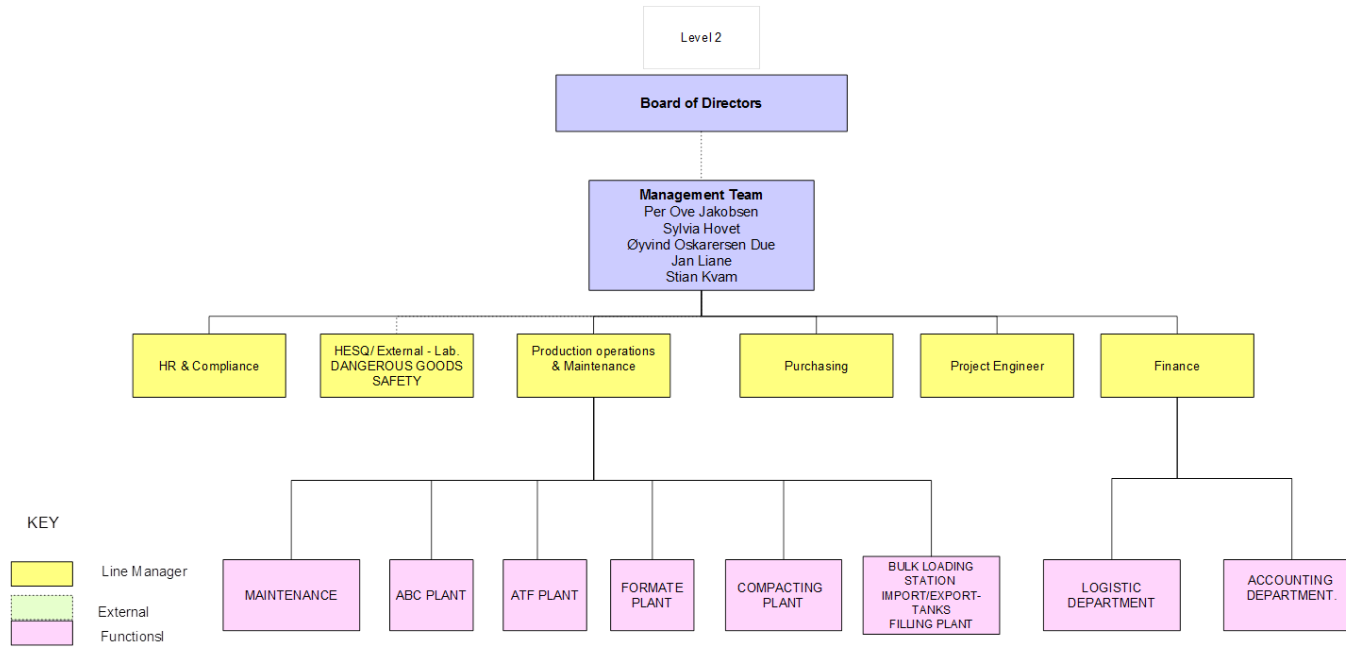 Level 2
Board of Directors
Management Team
Per Ove Jakobsen
Sylvia Hovet
Øyvind Oskarersen Due
Jan Liane
Stian Kvam
HR & Compliance
HESQ/ External - Lab.
DANGEROUS GOODS
SAFETY
Production operations
& Maintenance
Purchasing
Project Engineer
Finance
MAINTENANCE
ABC PLANT
ATF PLANT
FORMATE
PLANT
COMPACTING
PLANT
BULK LOADING
STATION
IMPORT/EXPORT-
TANKS
FILLING PLANT
LOGISTIC
DEPARTMENT
ACCOUNTING
DEPARTMENT.
KEY
Line Manager
External
Functionsl